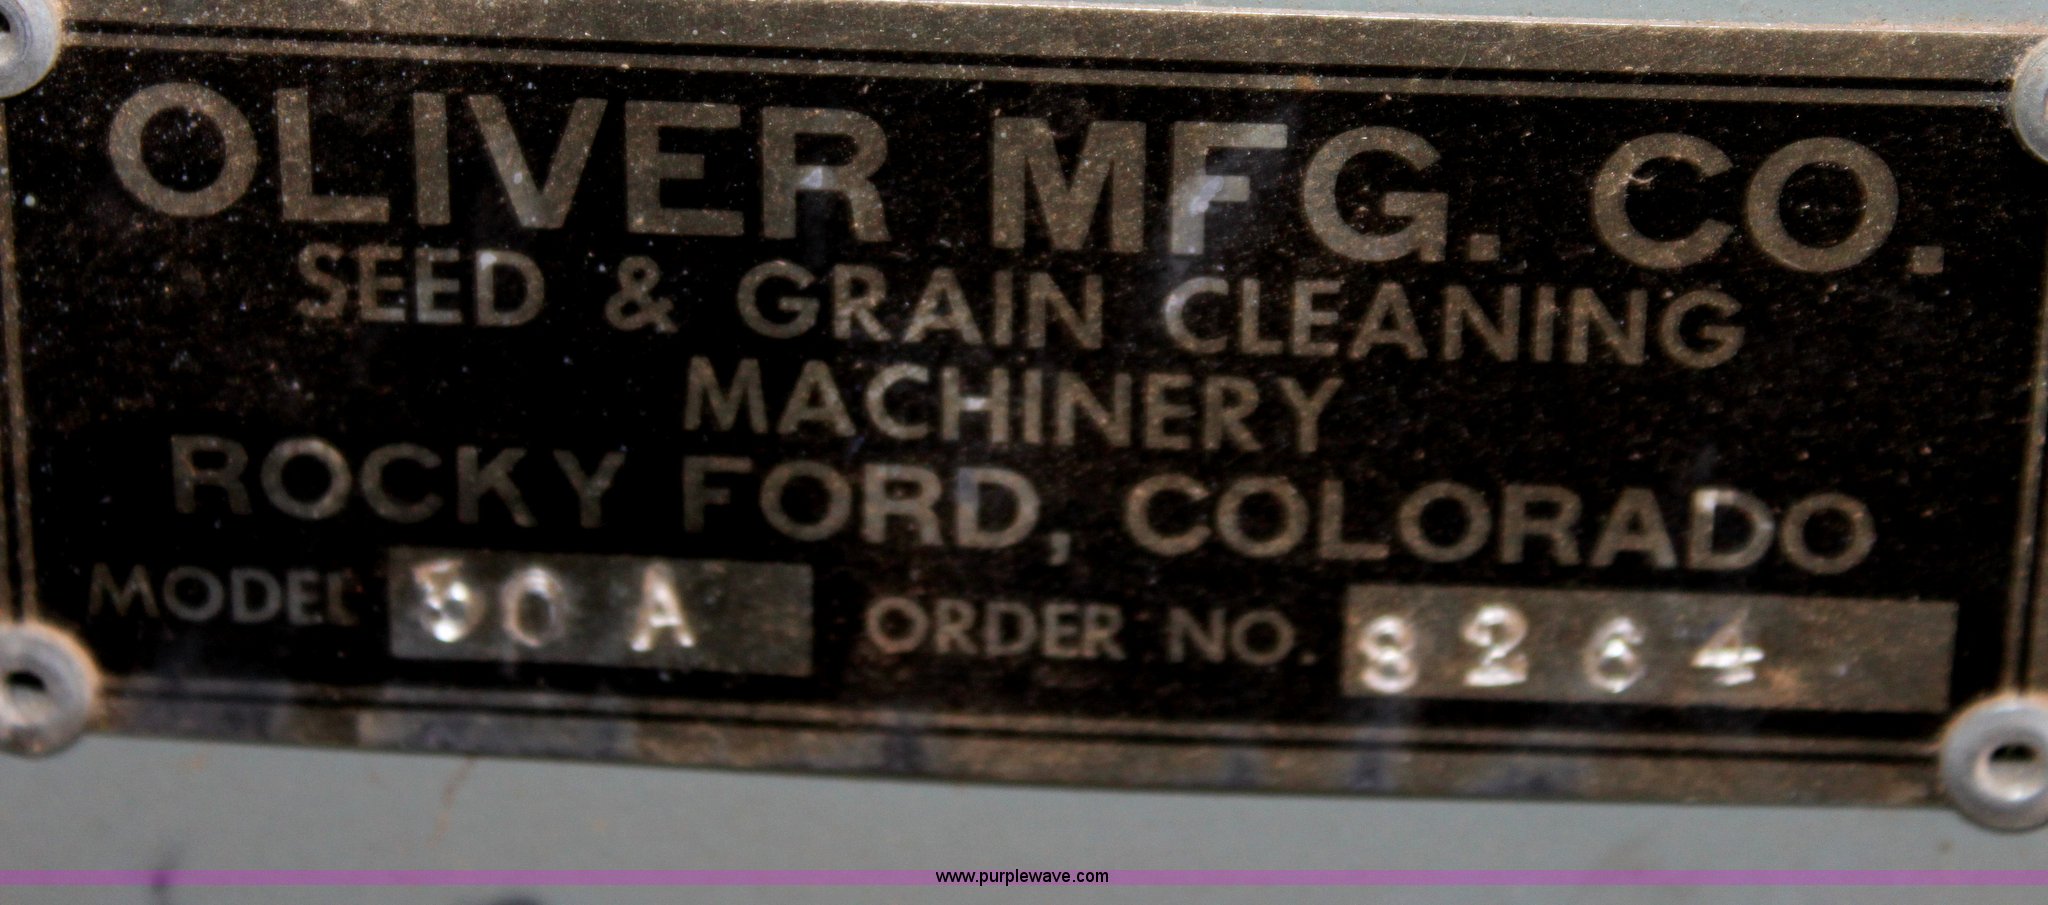 OLIVER MFG. CO.
SEED & GRAIN CLEANING
MACHINERY
ROCKY FORD, COLORADO
MODEL 50 A ORDER NO. 8264
www.purplewave.com